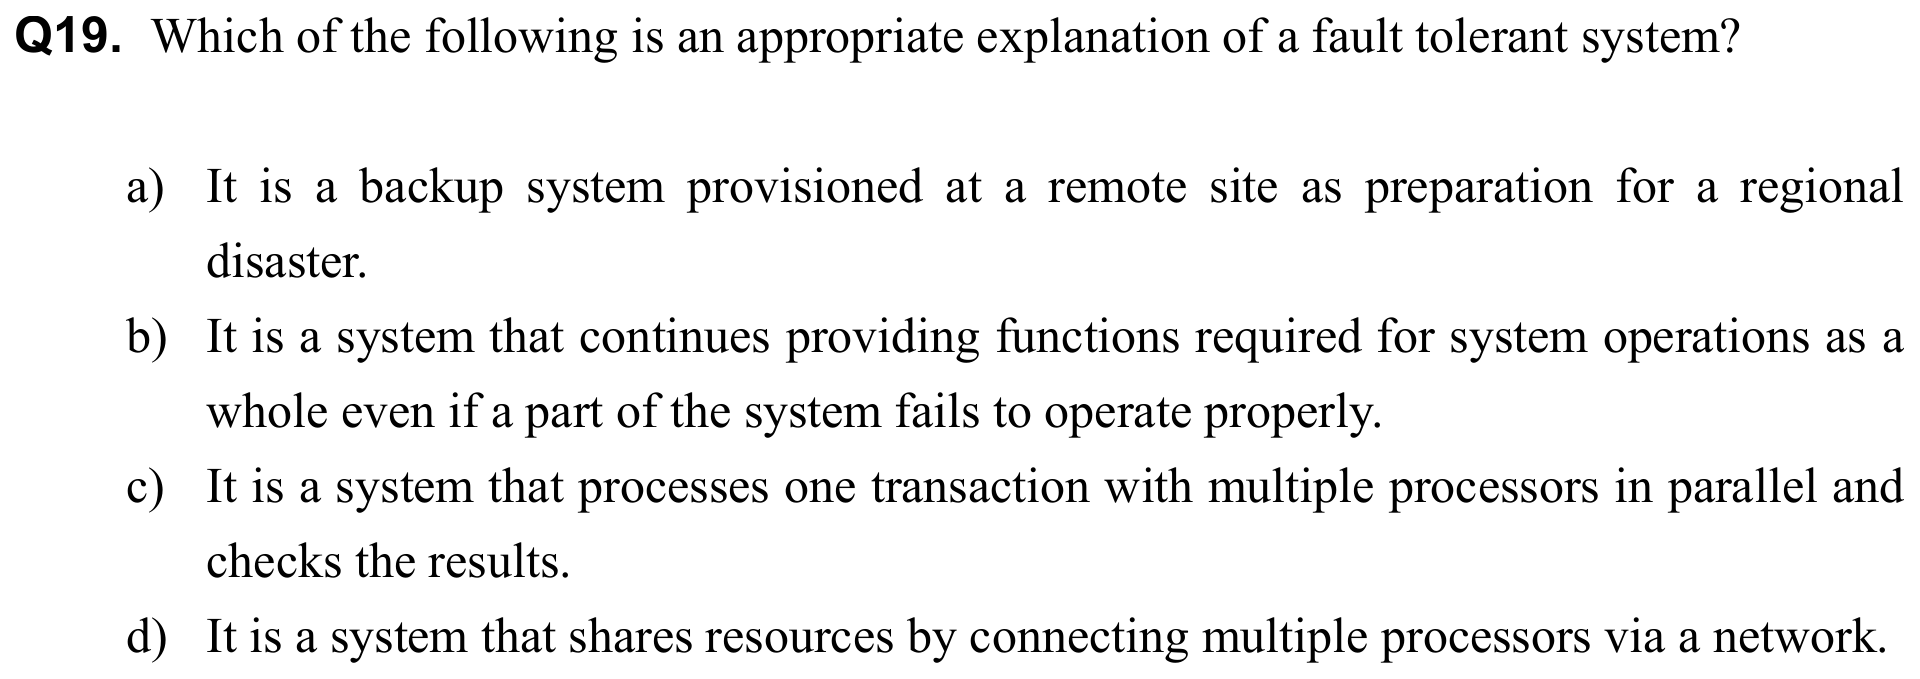 Q19. Which of the following is an appropriate explanation of a fault tolerant system?
a) It is a backup system provisioned at a remote site as preparation for a regional
disaster.
b) It is a system that continues providing functions required for system operations as a
whole even if a part of the system fails to operate properly.
c) It is a system that processes one transaction with multiple processors in parallel and
checks the results.
d) It is a system that shares resources by connecting multiple processors via a network.